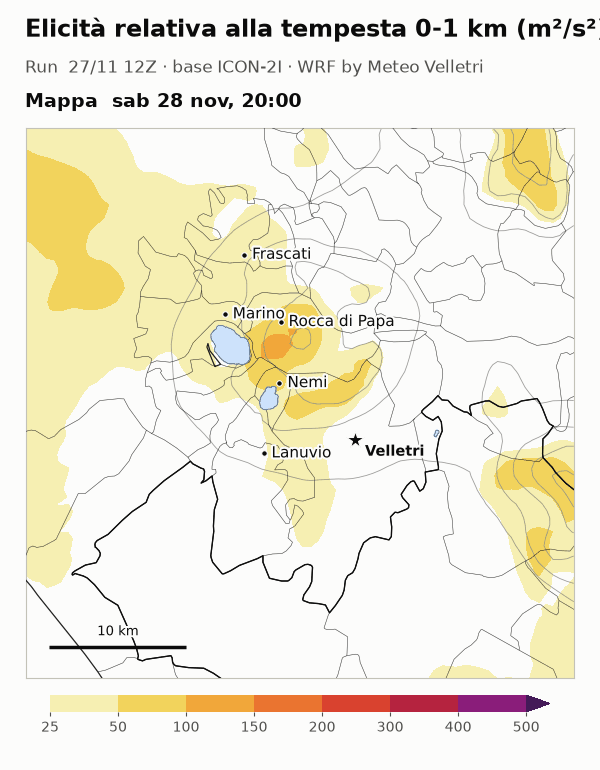 Elicità relativa alla tempesta 0-1 km (m²/s²)
Run  27/11 12Z · base ICON-2I · WRF by Meteo Velletri
Mappa  sab 28 nov, 20:00
Frascati
Marino
Rocca di Papa
Nemi
Velletri
Lanuvio
10 km
25 50 100 150 200 300 400 500